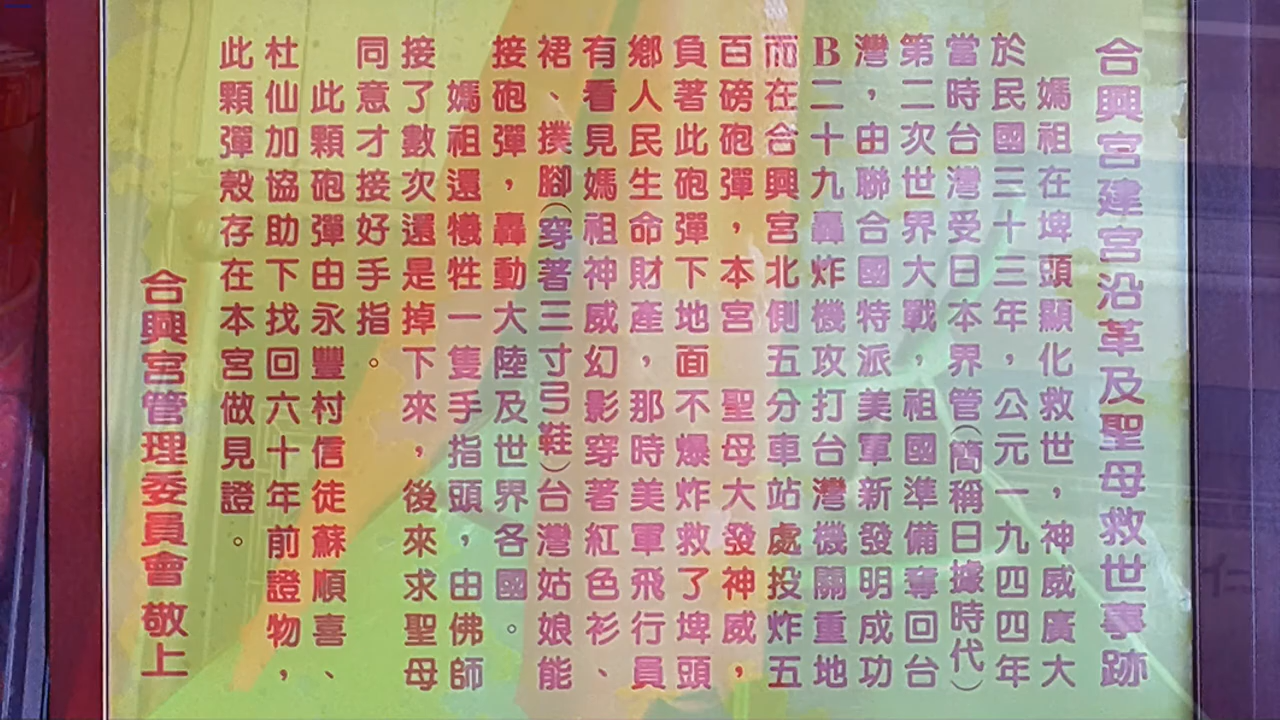 合興宮建宮沿革及聖母救世事跡
媽祖在埤頭顯化救世，神威廣大
於民國三十三年，公元一九四四年
當時台灣受日本界管(簡稱日據時代)
第二次世界大戰，祖國準備奪回台
灣，由聯合國特派美軍新發明成功
B二十九轟炸機攻打台灣機關重地
而在合興宮北側五分車站處投炸五
百磅砲彈，本宮聖母大發神威，
負著此砲彈下地面不爆炸救了埤頭
鄉人民生命財產，那時美軍飛行員
有看見媽祖神威幻影穿著紅色衫、
裙、撲腳(穿著三寸弓鞋)台灣姑娘能
接砲彈，轟動大陸及世界各國。
媽祖還犧牲一隻手指頭，由佛師
接了數次還是掉下來，後來求聖母
同意才接好手指。
此顆砲彈由永豐村信徒蘇順喜、
杜仙加協助下找回六十年前證物，
此顆彈殼存在本宮做見證。
合興宮管理委員會 敬上